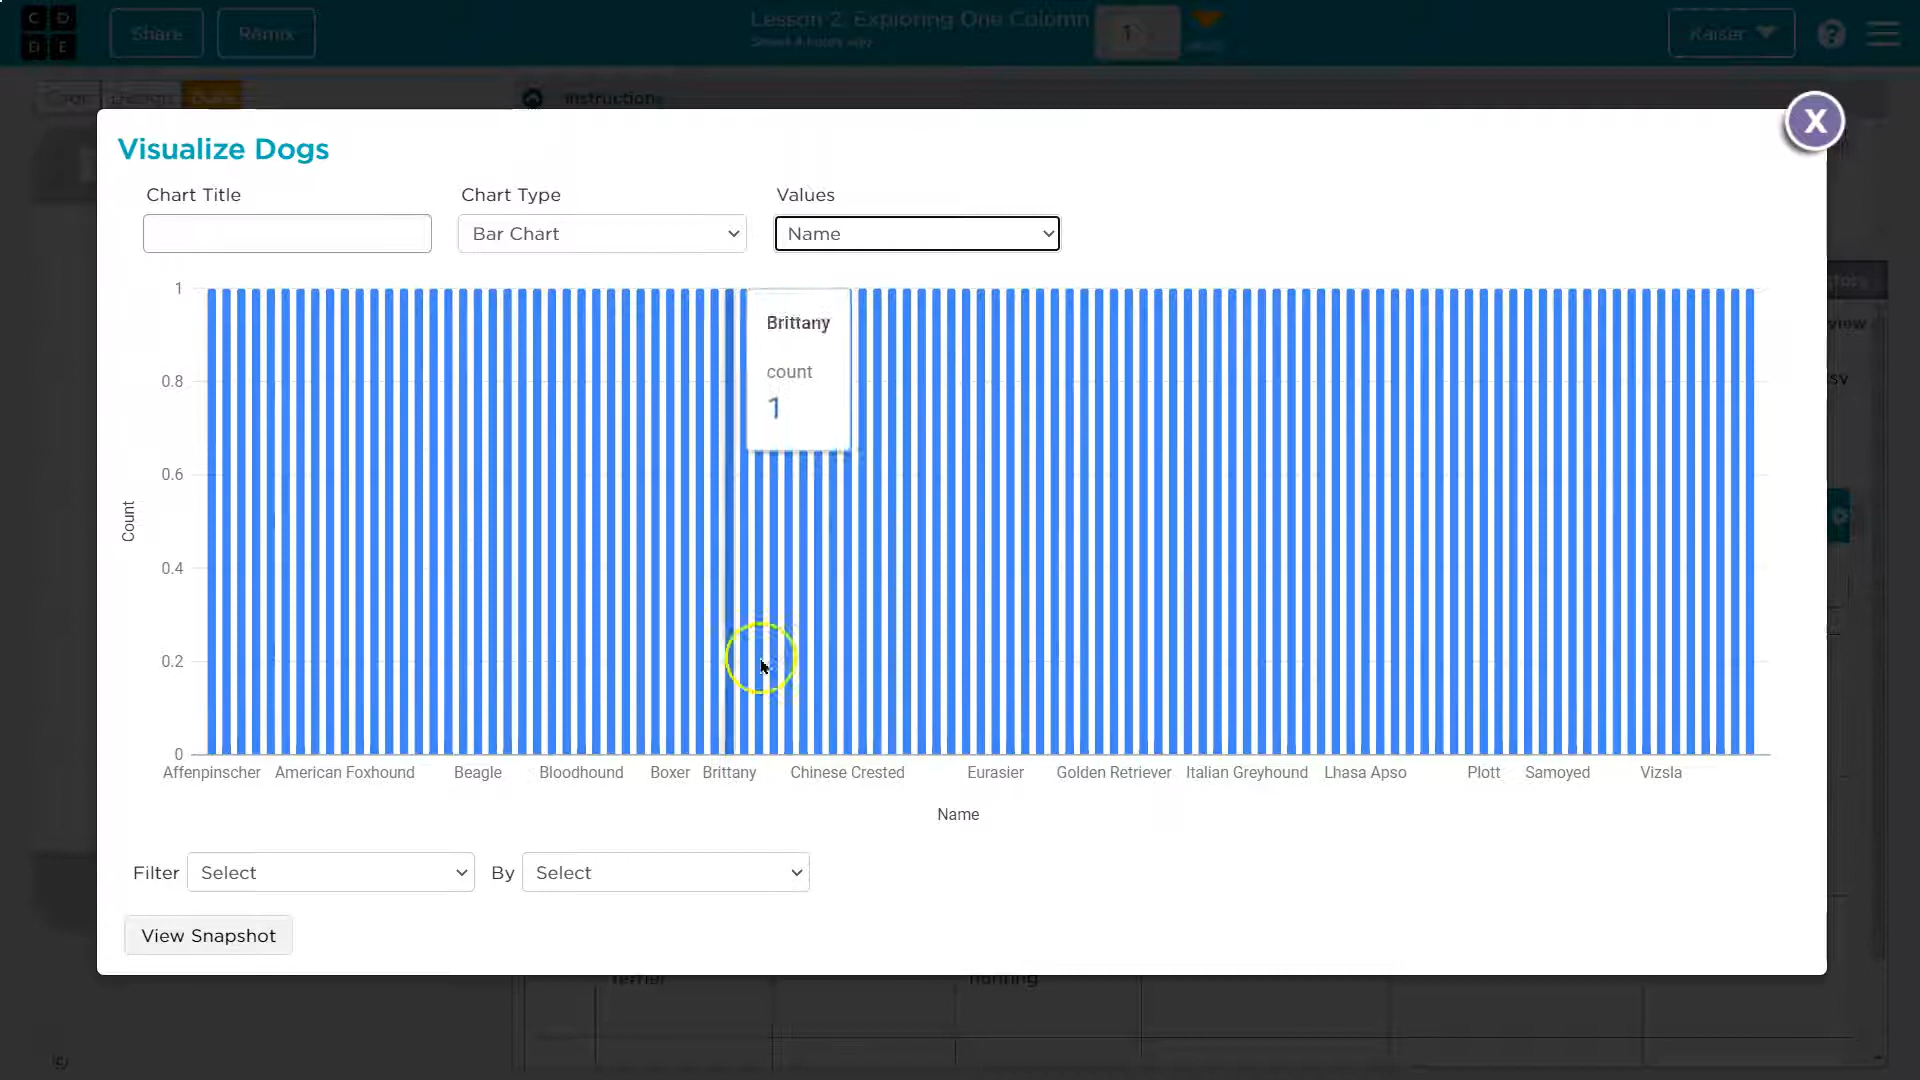 C D
O E
Share
Remix
Lesson 2: Exploring One Column
1
Kaiser
?
Instructions
Visualize Dogs
X
Chart Title
Chart Type
Values
Bar Chart
Name
1
0.8
0.6
0.4
0.2
0
Count
Brittany
count
1
Affenpinscher
American Foxhound
Beagle
Bloodhound
Boxer
Brittany
Chinese Crested
Eurasier
Golden Retriever
Italian Greyhound
Lhasa Apso
Plott
Samoyed
Vizsla
Name
Filter
Select
By
Select
View Snapshot